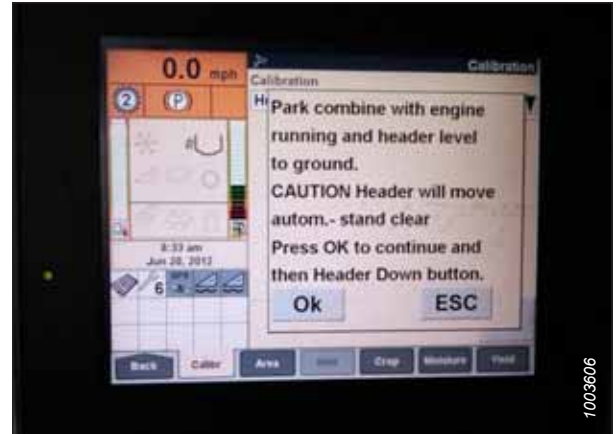 0.0 mph
Calibration
Calibration
2 P
Park combine with engine
running and header level
to ground.
CAUTION Header will move
autom.- stand clear
Press OK to continue and
then Header Down button.
Ok ESC
8:33 am
Jun 20, 2012
6
Back Calibr Area Crop Moisture Yield
1003606